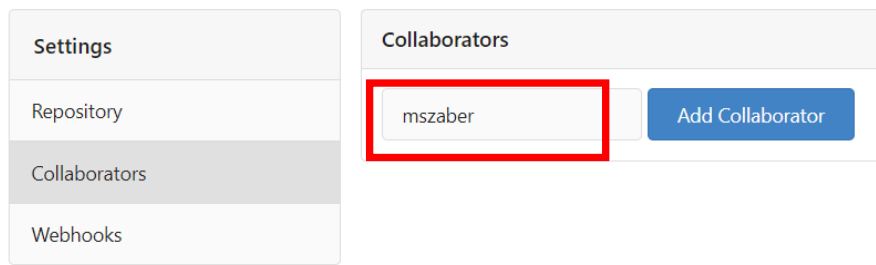 Settings
Repository
Collaborators
Webhooks
Collaborators
mszaber
Add Collaborator